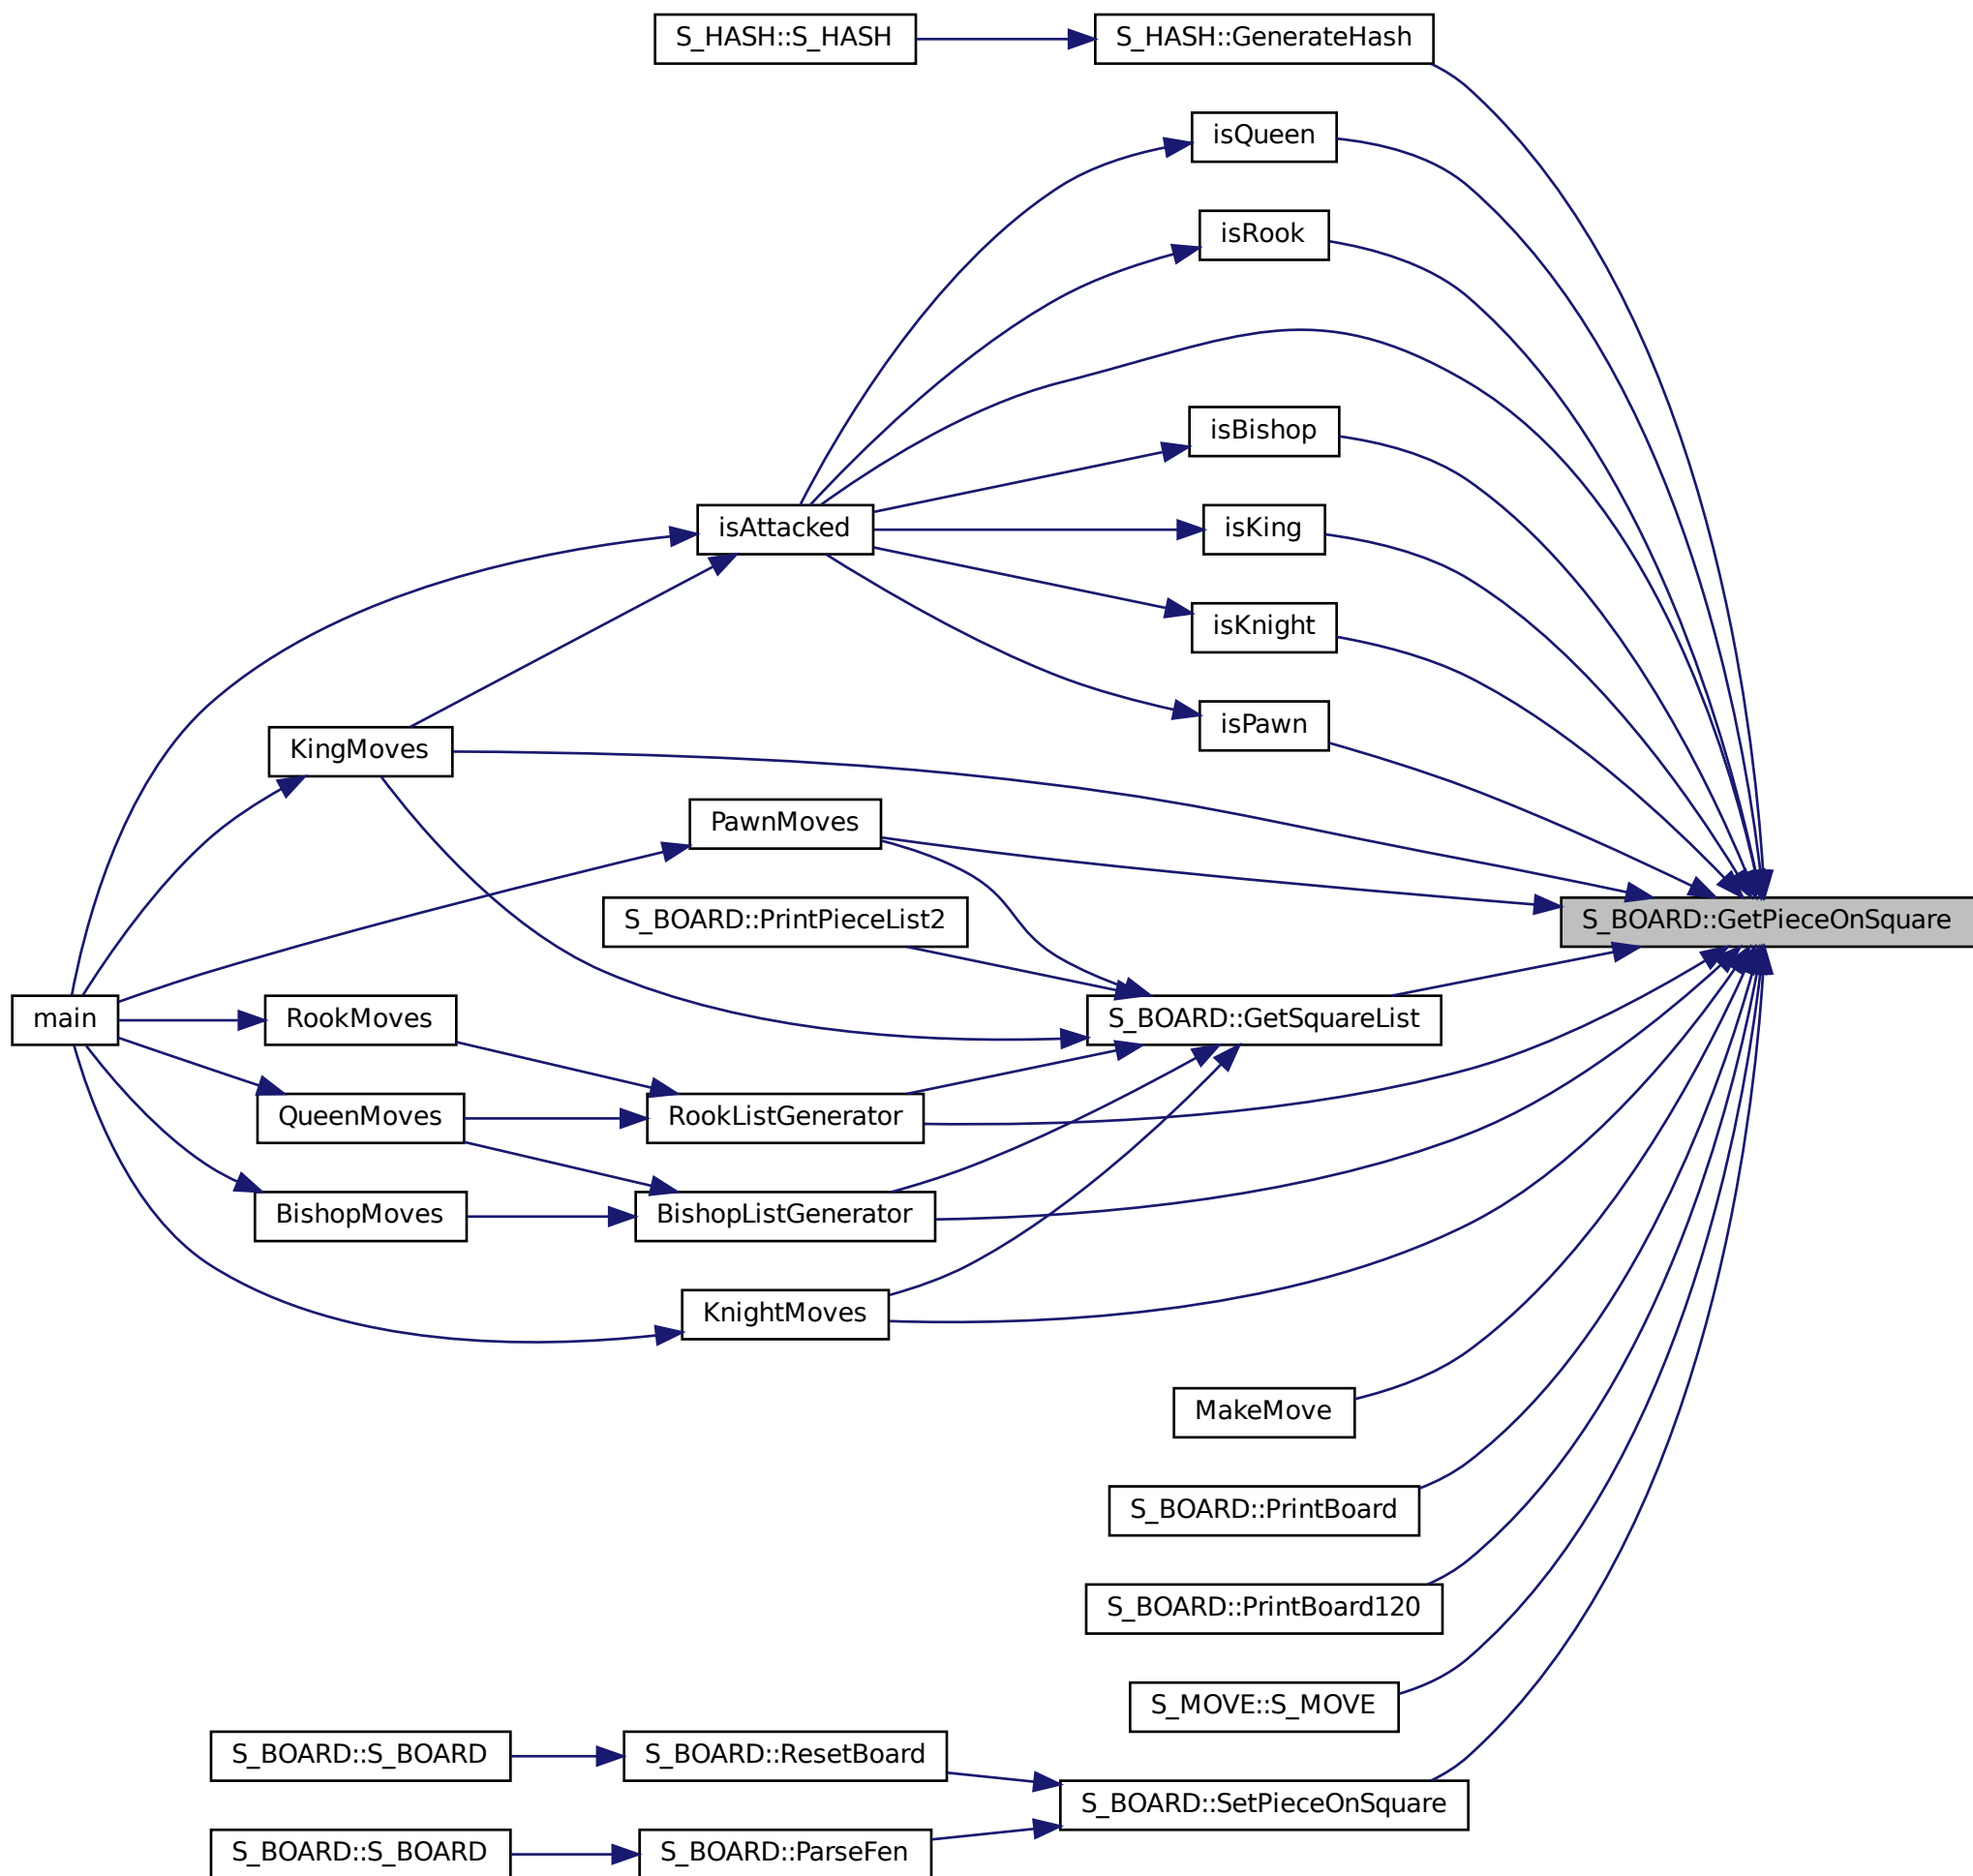 S_HASH::S_HASH
S_HASH::GenerateHash
isQueen
isRook
isBishop
isAttacked
isKing
isKnight
isPawn
KingMoves
PawnMoves
S_BOARD::PrintPieceList2
S_BOARD::GetPieceOnSquare
main
RookMoves
S_BOARD::GetSquareList
QueenMoves
RookListGenerator
BishopMoves
BishopListGenerator
KnightMoves
MakeMove
S_BOARD::PrintBoard
S_BOARD::PrintBoard120
S_MOVE::S_MOVE
S_BOARD::S_BOARD
S_BOARD::ResetBoard
S_BOARD::SetPieceOnSquare
S_BOARD::S_BOARD
S_BOARD::ParseFen